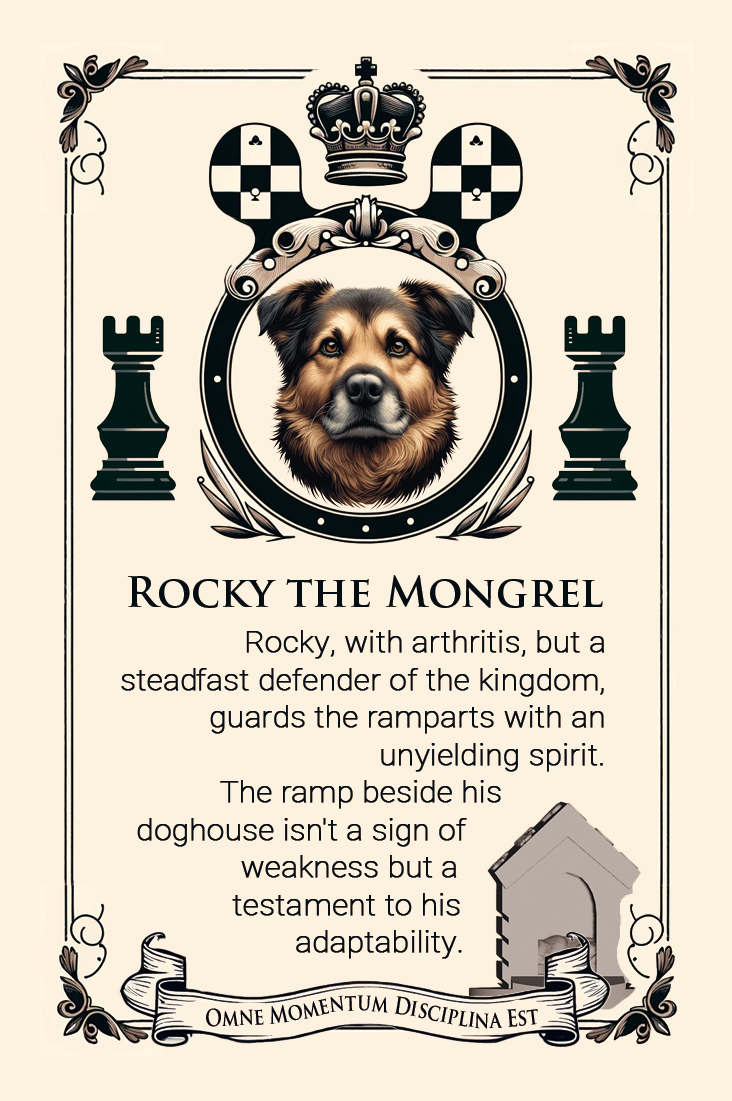 Rocky the Mongrel
Rocky, with arthritis, but a
steadfast defender of the kingdom,
guards the ramparts with an
unyielding spirit.
The ramp beside his
doghouse isn't a sign of
weakness but a
testament to his
adaptability.
Omne Momentum Disciplina Est